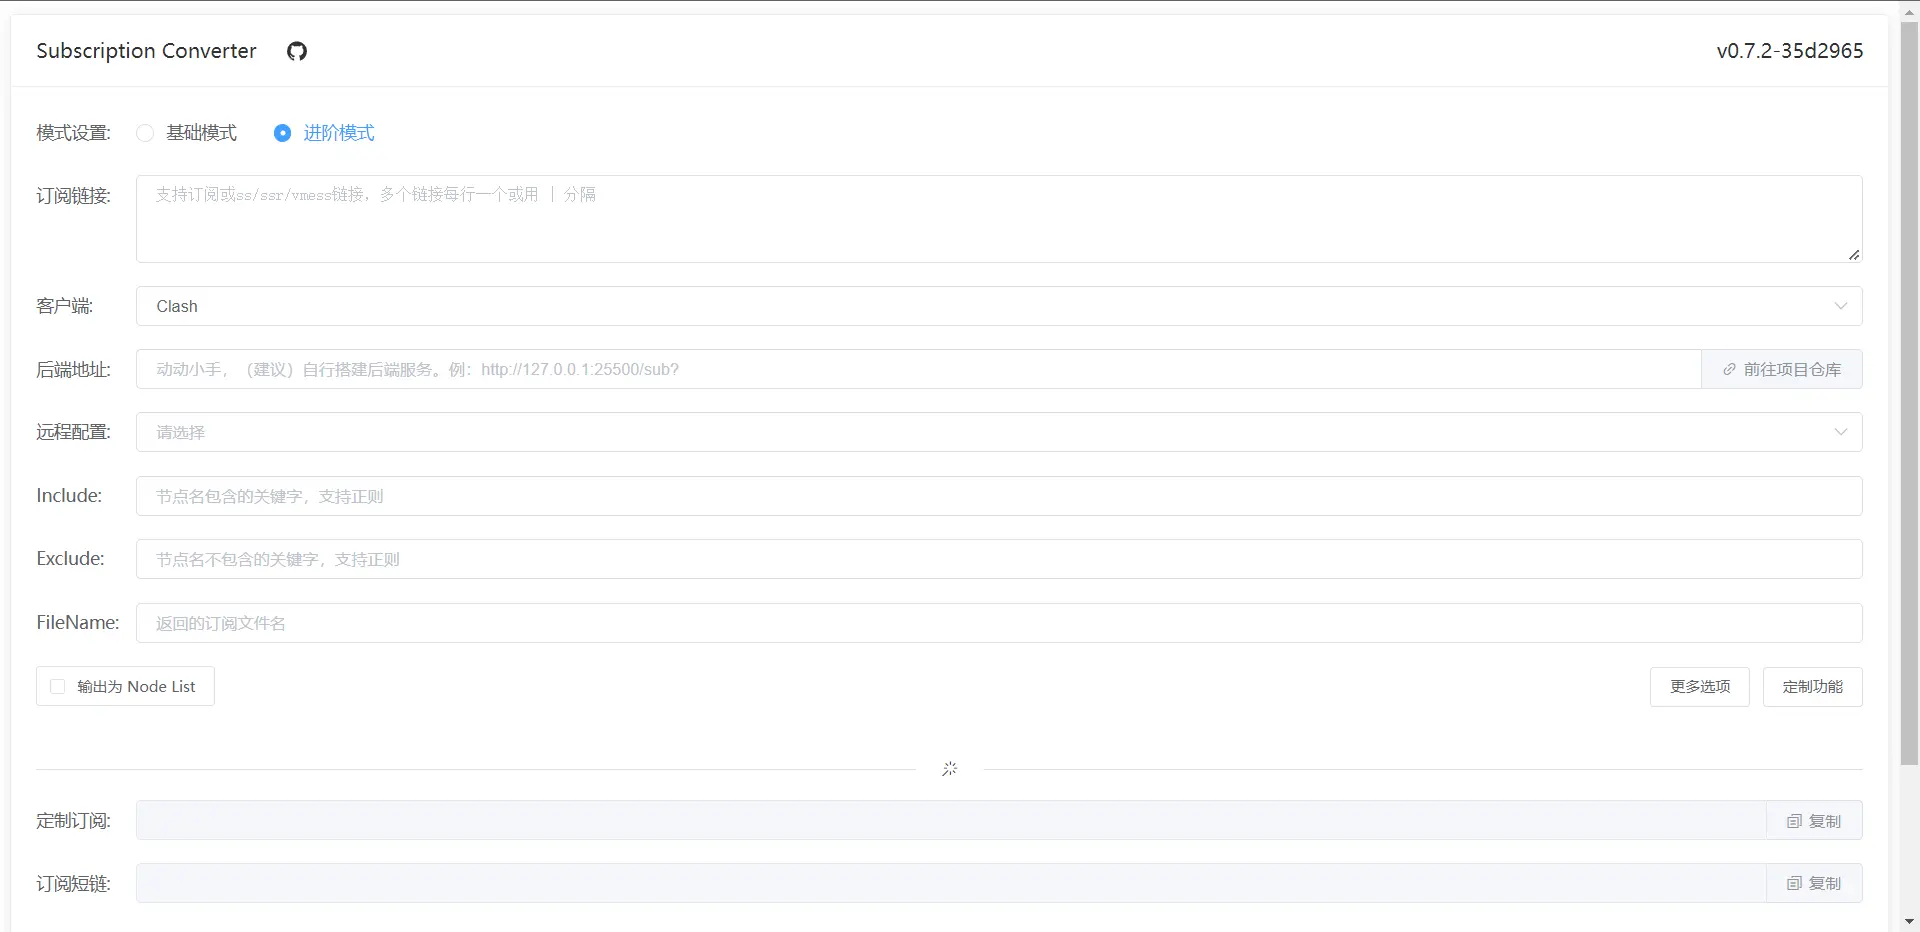 Subscription Converter
v0.7.2-35d2965
模式设置: 基础模式 进阶模式
订阅链接: 支持订阅或ss/ssr/vmess链接，多个链接每行一个或用 | 分隔
客户端: Clash
后端地址: 动动小手，（建议）自行搭建后端服务。例：http://127.0.0.1:25500/sub? 前往项目仓库
远程配置: 请选择
Include: 节点名包含的关键字，支持正则
Exclude: 节点名不包含的关键字，支持正则
FileName: 返回的订阅文件名
输出为 Node List 更多选项 定制功能
定制订阅: 复制
订阅短链: 复制